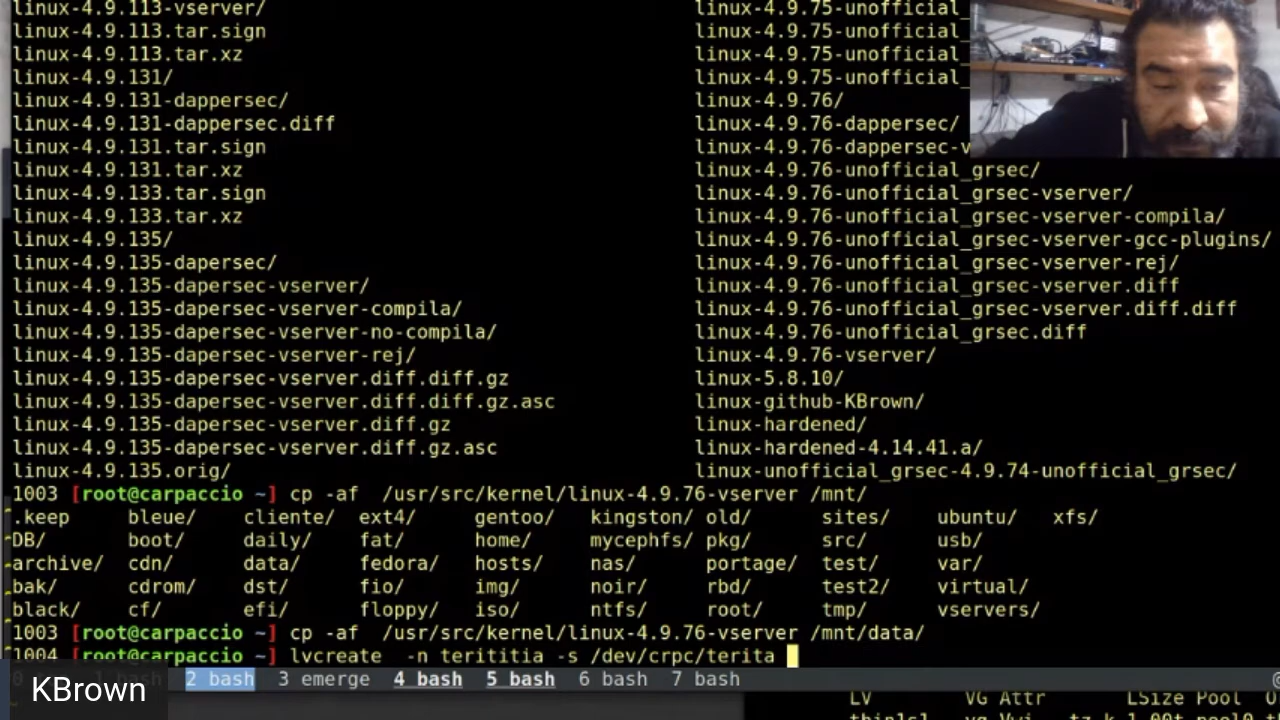 linux-4.9.113-vserver/ linux-4.9.75-unofficial_
linux-4.9.113.tar.sign linux-4.9.75-unofficial_
linux-4.9.113.tar.xz linux-4.9.75-unofficial_
linux-4.9.131/ linux-4.9.75-unofficial_
linux-4.9.131-dappersec/ linux-4.9.76/
linux-4.9.131-dappersec.diff linux-4.9.76-dappersec/
linux-4.9.131.tar.sign linux-4.9.76-dappersec-v
linux-4.9.131.tar.xz linux-4.9.76-unofficial_grsec/
linux-4.9.133.tar.sign linux-4.9.76-unofficial_grsec-vserver/
linux-4.9.133.tar.xz linux-4.9.76-unofficial_grsec-vserver-compila/
linux-4.9.135/ linux-4.9.76-unofficial_grsec-vserver-gcc-plugins/
linux-4.9.135-dapersec/ linux-4.9.76-unofficial_grsec-vserver-rej/
linux-4.9.135-dapersec-vserver/ linux-4.9.76-unofficial_grsec-vserver.diff
linux-4.9.135-dapersec-vserver-compila/ linux-4.9.76-unofficial_grsec-vserver.diff.diff
linux-4.9.135-dapersec-vserver-no-compila/ linux-4.9.76-unofficial_grsec.diff
linux-4.9.135-dapersec-vserver-rej/ linux-4.9.76-vserver/
linux-4.9.135-dapersec-vserver.diff.diff.gz linux-5.8.10/
linux-4.9.135-dapersec-vserver.diff.diff.gz.asc linux-github-KBrown/
linux-4.9.135-dapersec-vserver.diff.gz linux-hardened/
linux-4.9.135-dapersec-vserver.diff.gz.asc linux-hardened-4.14.41.a/
linux-4.9.135.orig/ linux-unofficial_grsec-4.9.74-unofficial_grsec/
1003 [root@carpaccio ~] cp -af  /usr/src/kernel/linux-4.9.76-vserver /mnt/
.keep bleue/ cliente/ ext4/ gentoo/ kingston/ old/ sites/ ubuntu/ xfs/
DB/ boot/ daily/ fat/ home/ mycephfs/ pkg/ src/ usb/
archive/ cdn/ data/ fedora/ hosts/ nas/ portage/ test/ var/
bak/ cdrom/ dst/ fio/ img/ noir/ rbd/ test2/ virtual/
black/ cf/ efi/ floppy/ iso/ ntfs/ root/ tmp/ vservers/
1003 [root@carpaccio ~] cp -af  /usr/src/kernel/linux-4.9.76-vserver /mnt/data/
1004 [root@carpaccio ~] lvcreate  -n terititia -s /dev/crpc/terita
bash 2 bash 3 emerge 4 bash 5 bash 6 bash 7 bash
KBrown
LV VG Attr LSize Pool